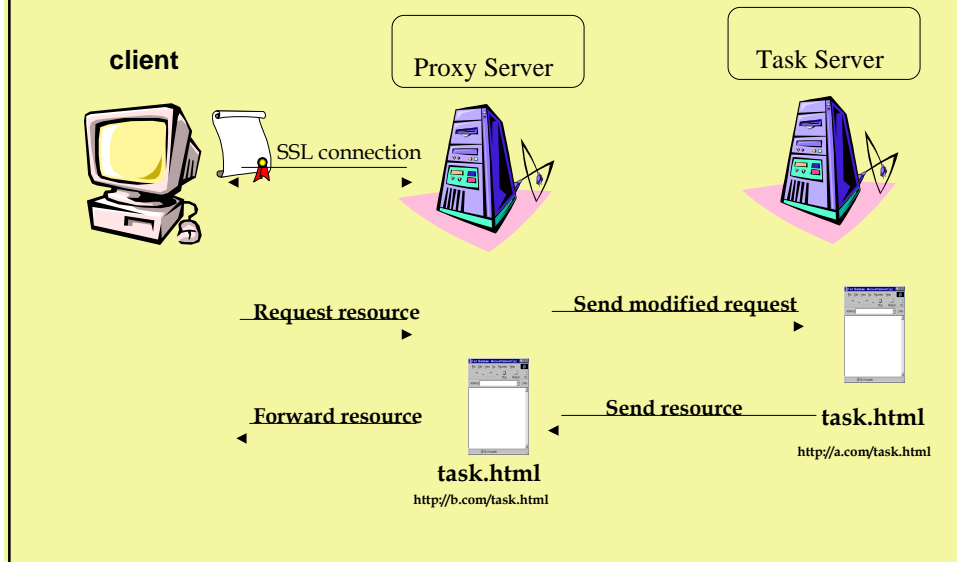 client
Proxy Server
Task Server
SSL connection
Request resource
Send modified request
Forward resource
Send resource
task.html
http://a.com/task.html
task.html
http://b.com/task.html